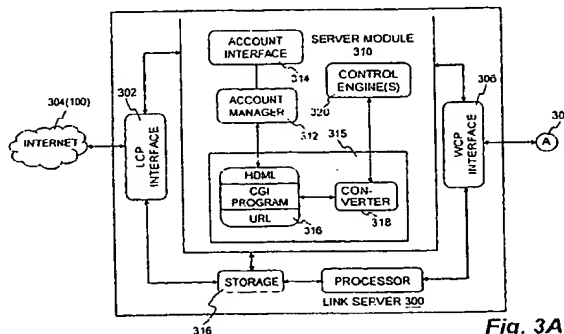 ACCOUNT INTERFACE
314
SERVER MODULE
310
CONTROL ENGINE(S)
320
302
306
304(100)
INTERNET
LCP INTERFACE
ACCOUNT MANAGER
312
315
WCP INTERFACE
30
A
HDML
CGI PROGRAM
URL
316
CON-
VERTER
318
STORAGE
316
PROCESSOR
LINK SERVER 300
Fig. 3A